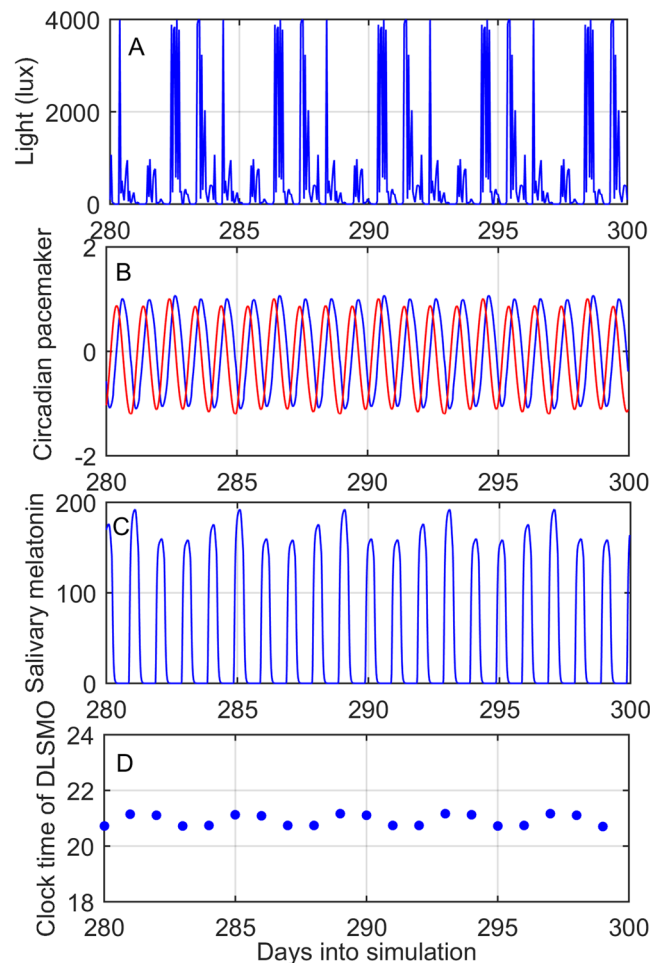 A
Light (lux)
4000
2000
0
280 285 290 295 300
B
Circadian pacemaker
2
0
-2
280 285 290 295 300
C
Salivary melatonin
200
100
0
280 285 290 295 300
D
Clock time of DLSMO
24
22
20
18
280 285 290 295 300
Days into simulation